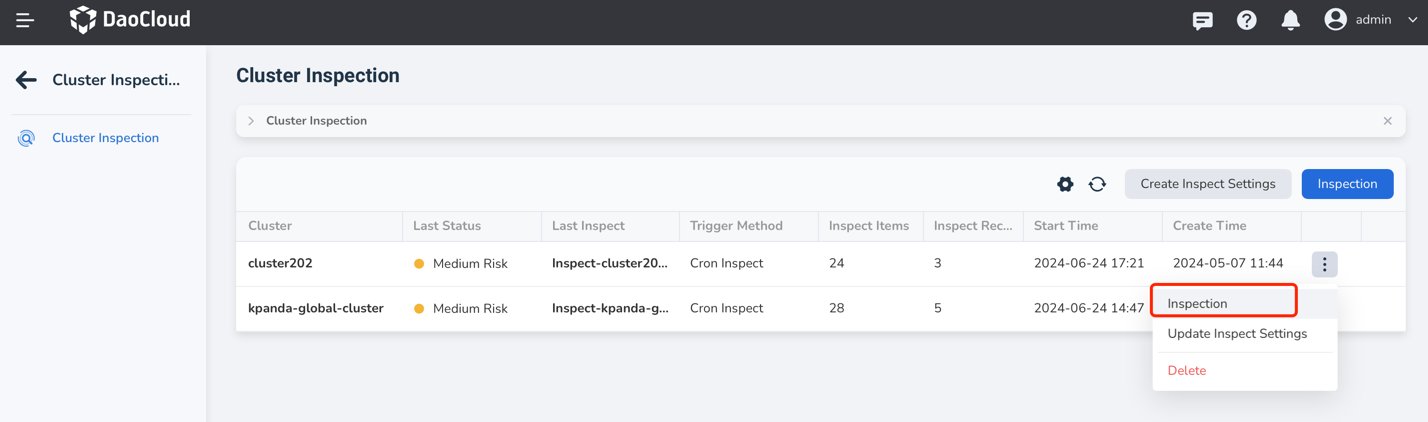 DaoCloud
admin
Cluster Inspecti...
Cluster Inspection
Cluster Inspection
Cluster Inspection
Create Inspect Settings
Inspection
Cluster Last Status Last Inspect Trigger Method Inspect Items Inspect Rec... Start Time Create Time
cluster202 Medium Risk Inspect-cluster20... Cron Inspect 24 3 2024-06-24 17:21 2024-05-07 11:44
kpanda-global-cluster Medium Risk Inspect-kpanda-g... Cron Inspect 28 5 2024-06-24 14:47
Inspection
Update Inspect Settings
Delete